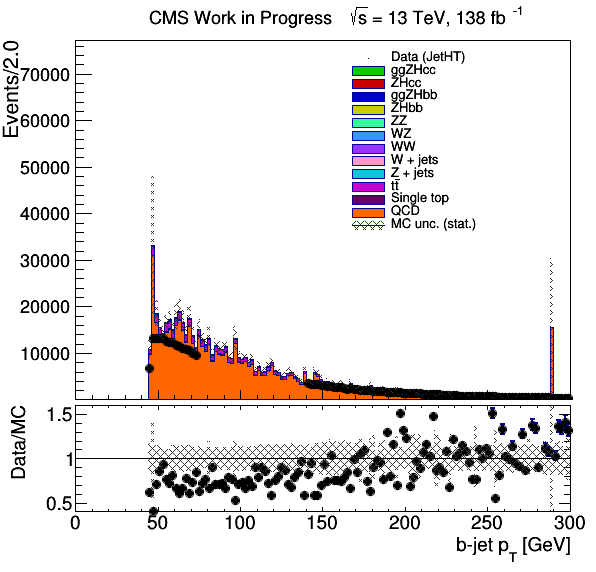 CMS Work in Progress √s = 13 TeV, 138 fb⁻¹
Events/2.0
70000
60000
50000
40000
30000
20000
10000
Data (JetHT)
ggZHcc
ZHcc
ggZHbb
ZHbb
ZZ
WZ
WW
W + jets
Z + jets
tt̄
Single top
QCD
MC unc. (stat.)
Data/MC
1.5
1
0.5
0 50 100 150 200 250 300
b-jet p_T [GeV]